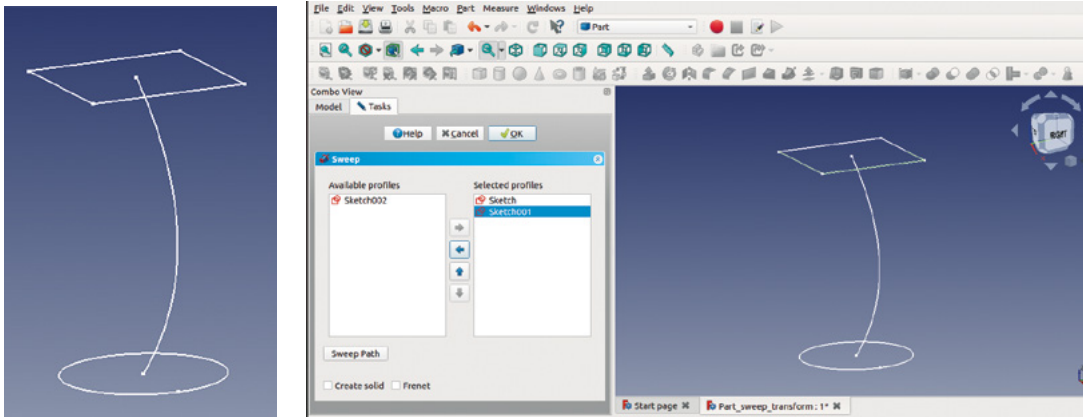 File Edit View Tools Macro Part Measure Windows Help
Part
Combo View
Model Tasks
Help Cancel OK
Sweep
Available profiles Selected profiles
Sketch002 Sketch
Sketch001
Sweep Path
Create solid Frenet
RIGHT
Start page Part_sweep_transform : 1*